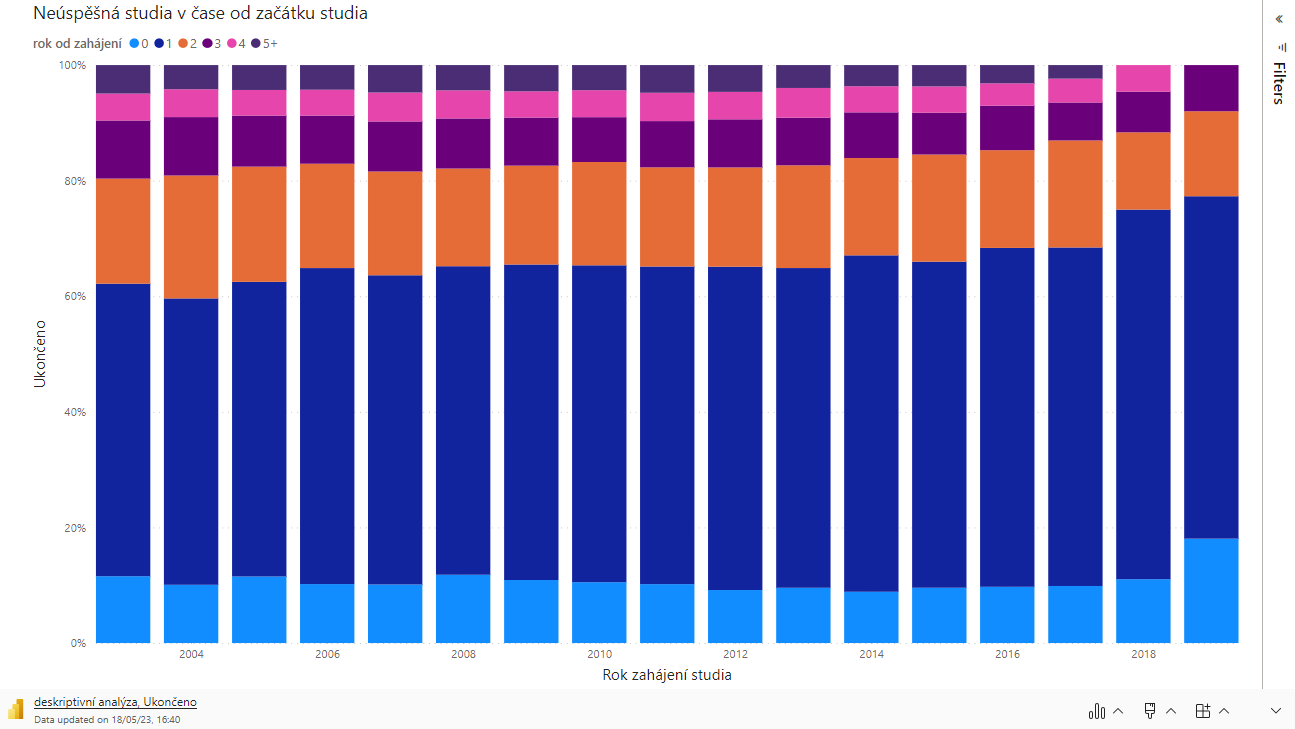 Neúspěšná studia v čase od začátku studia
rok od zahájení 0 1 2 3 4 5+
Filters
100%
80%
60%
40%
20%
0%
Ukončeno
2004 2006 2008 2010 2012 2014 2016 2018
Rok zahájení studia
deskriptivní analýza, Ukončeno
Data updated on 18/05/23, 16:40